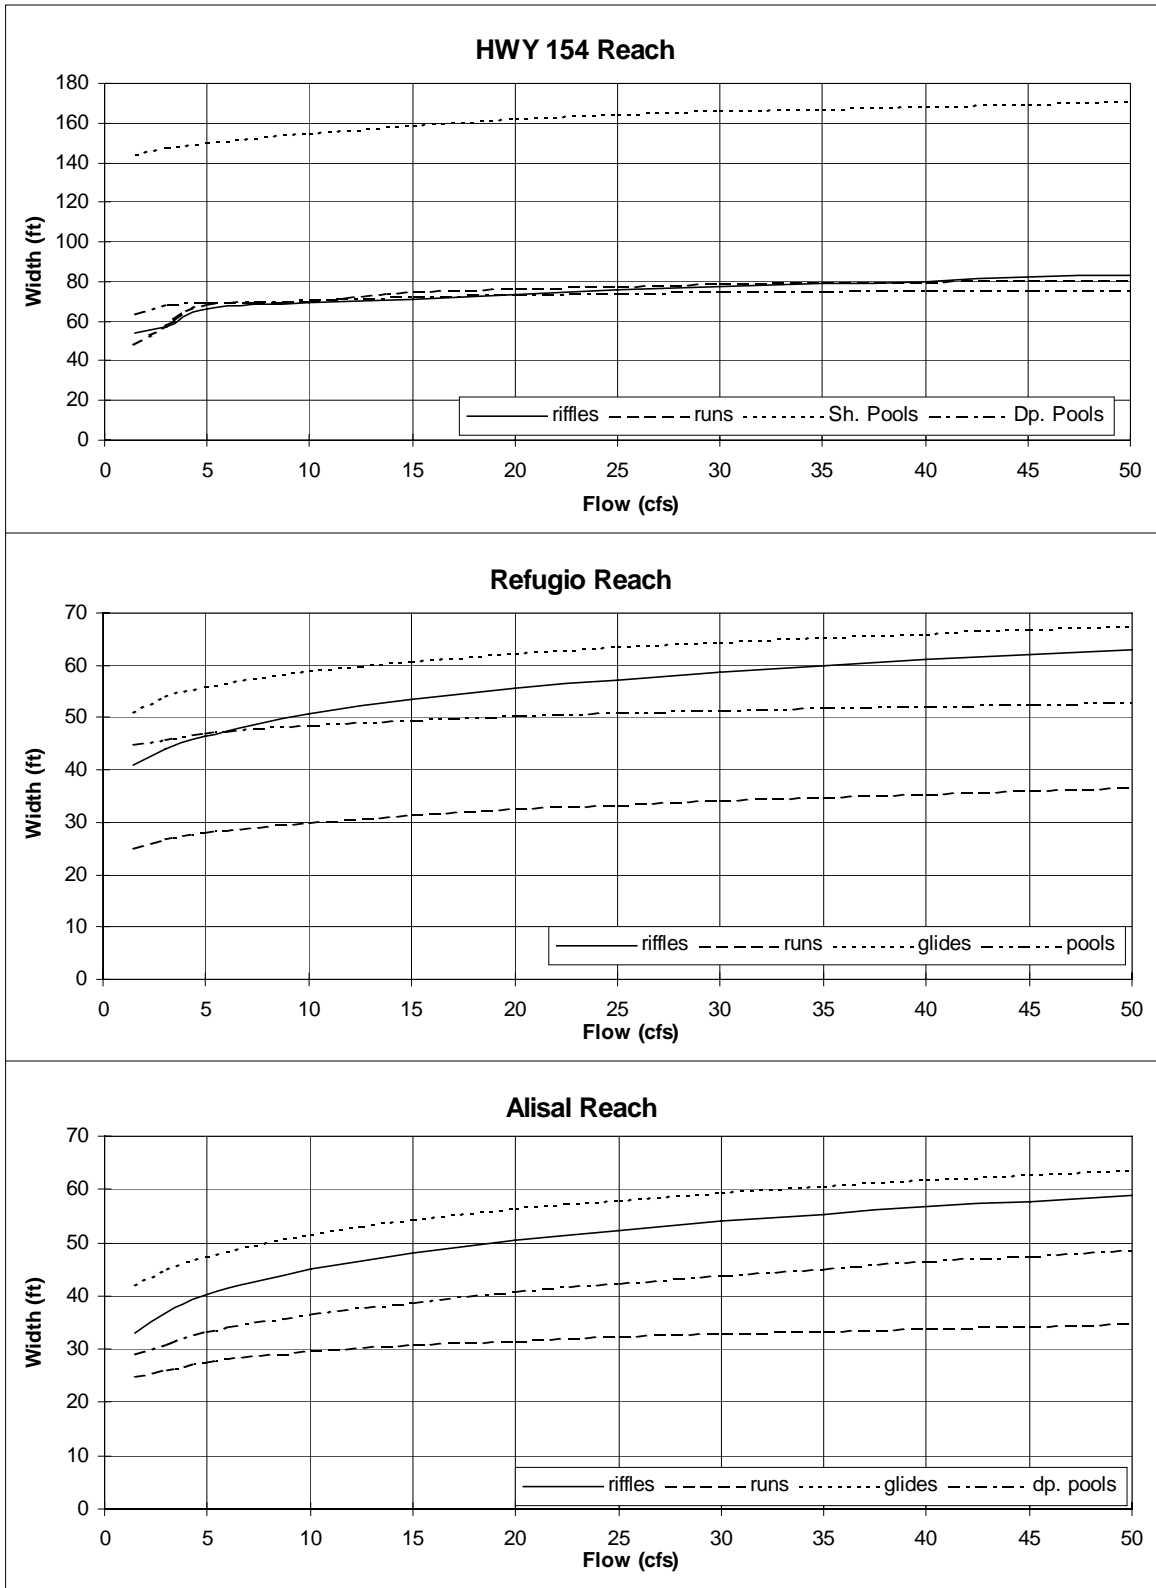 HWY 154 Reach
180
160
140
120
100
80
60
40
20
0
Width (ft)
riffles runs Sh. Pools Dp. Pools
0 5 10 15 20 25 30 35 40 45 50
Flow (cfs)
Refugio Reach
70
60
50
40
30
20
10
0
Width (ft)
riffles runs glides pools
0 5 10 15 20 25 30 35 40 45 50
Flow (cfs)
Alisal Reach
70
60
50
40
30
20
10
0
Width (ft)
riffles runs glides dp. pools
0 5 10 15 20 25 30 35 40 45 50
Flow (cfs)